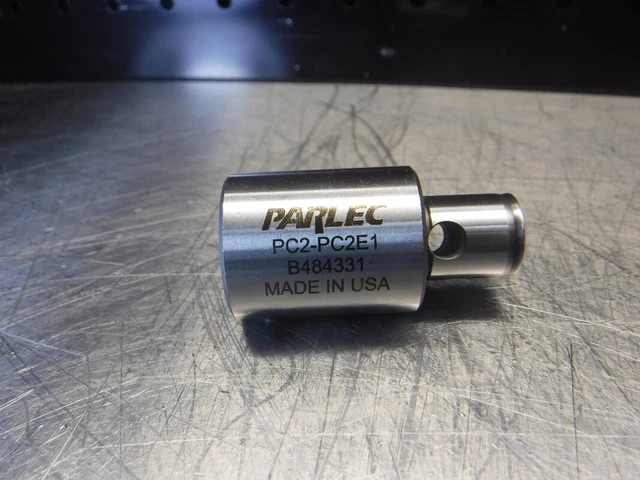 PARLEC
PC2-PC2E1
B484331
MADE IN USA